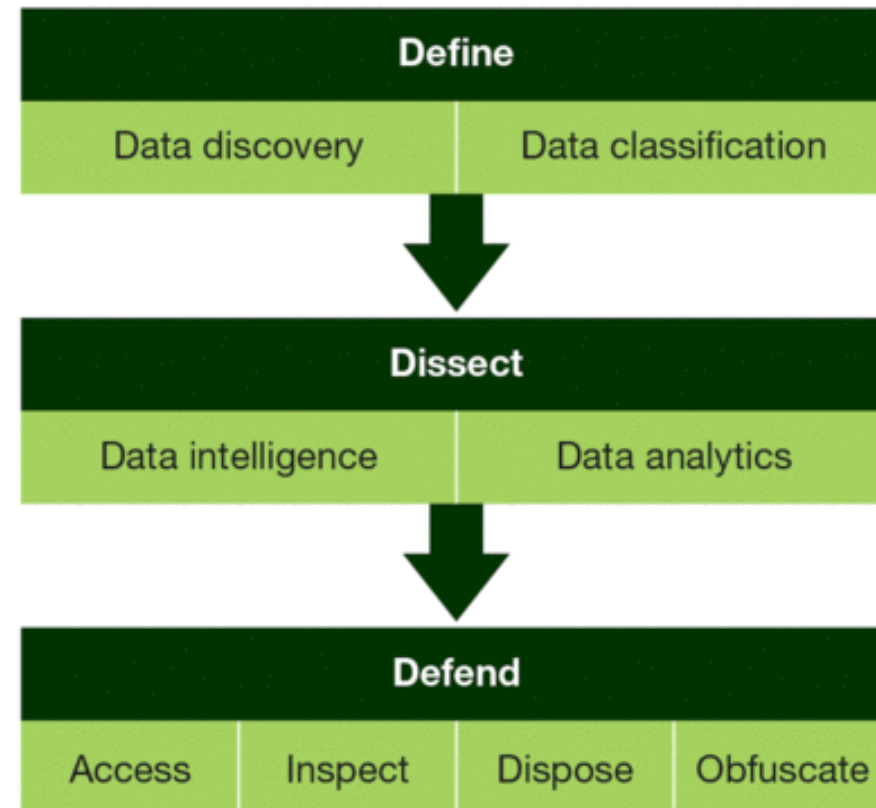 Define
Data discovery Data classification
Dissect
Data intelligence Data analytics
Defend
Access Inspect Dispose Obfuscate